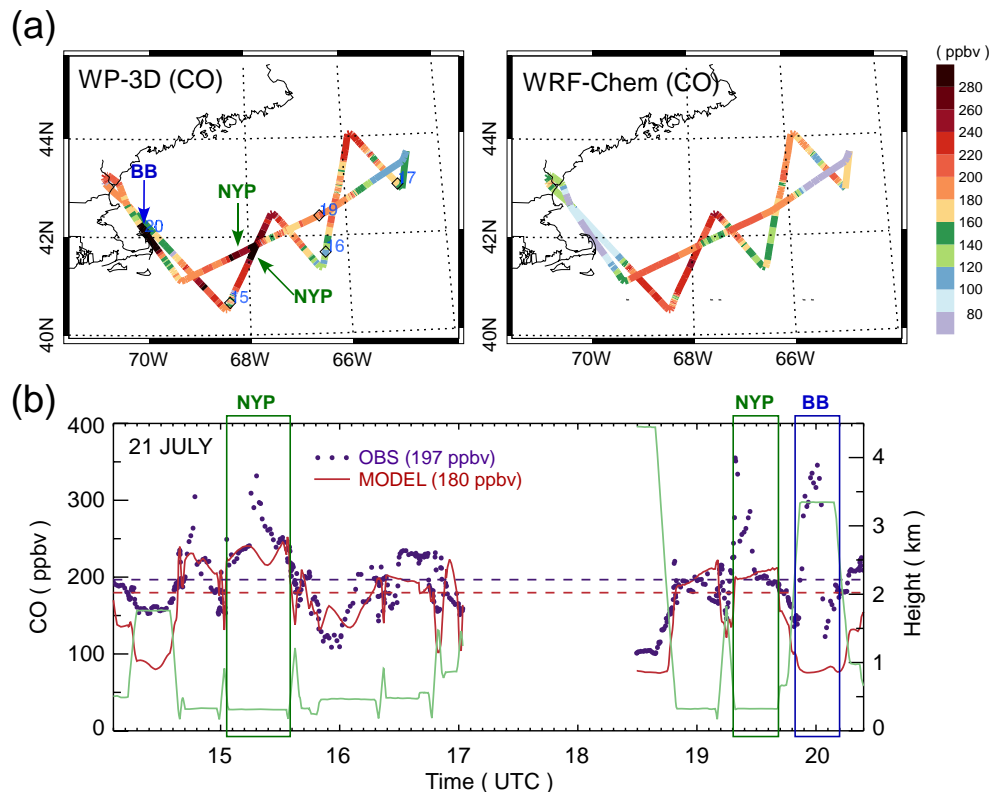 (a)
WP-3D (CO)
WRF-Chem (CO)
( ppbv )
280
260
240
220
200
180
160
140
120
100
80
44N
42N
40N
BB
NYP
NYP
20
15
19
16
17
70W
68W
66W
44N
42N
40N
70W
68W
66W
(b)
NYP
NYP
BB
21 JULY
OBS (197 ppbv)
MODEL (180 ppbv)
CO ( ppbv )
400
300
200
100
0
Height ( km )
4
3
2
1
0
15
16
17
18
19
20
Time ( UTC )